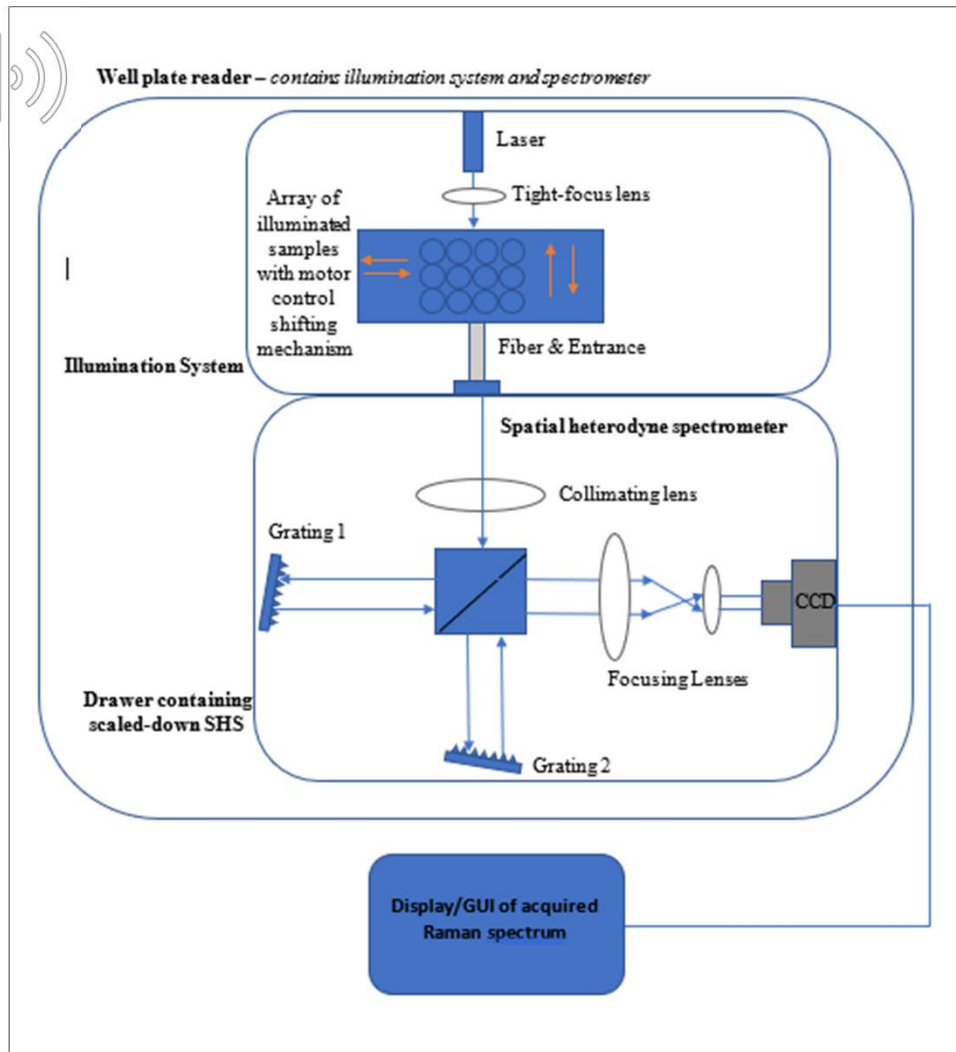 Well plate reader – contains illumination system and spectrometer
Laser
Tight-focus lens
Array of
illuminated
samples
with motor
control
shifting
mechanism
Fiber & Entrance
Illumination System
Spatial heterodyne spectrometer
Collimating lens
Grating 1
CCD
Focusing Lenses
Drawer containing
scaled-down SHS
Grating 2
Display/GUI of acquired
Raman spectrum